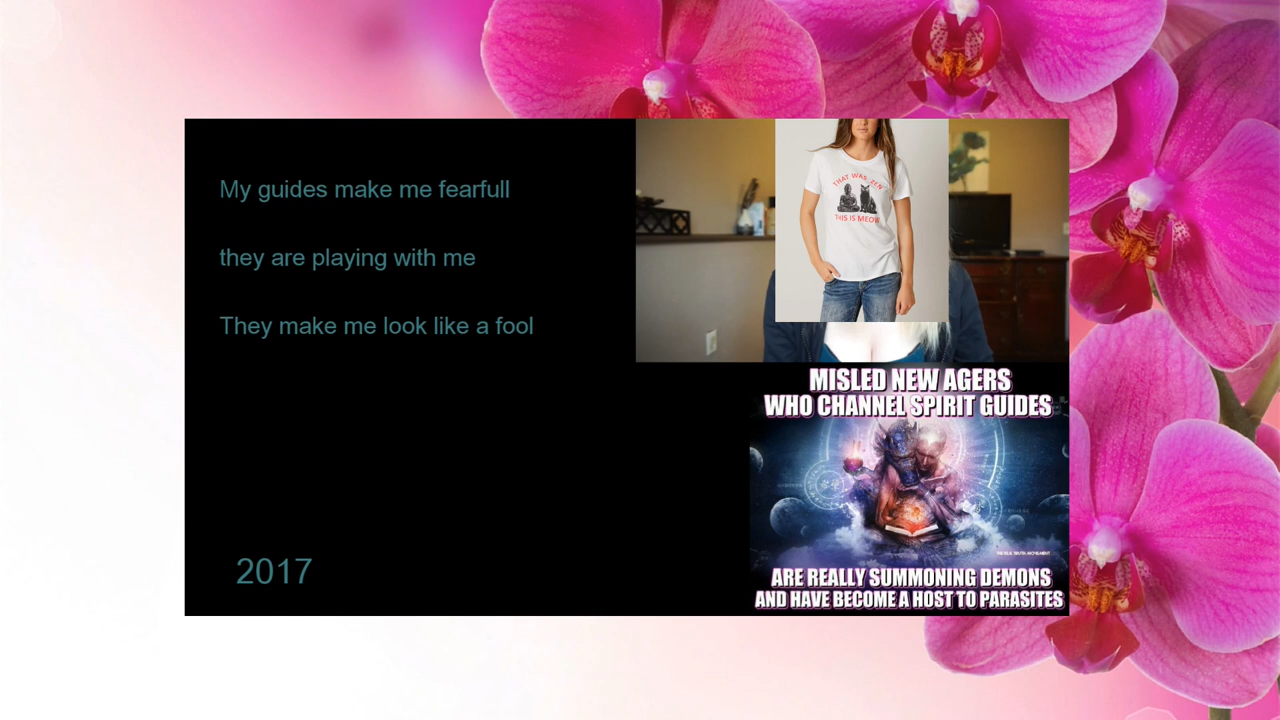 My guides make me fearfull
they are playing with me
They make me look like a fool
2017
THAT WAS ZEN
THIS IS MEOW
MISLED NEW AGERS
WHO CHANNEL SPIRIT GUIDES
ARE REALLY SUMMONING DEMONS
AND HAVE BECOME A HOST TO PARASITES